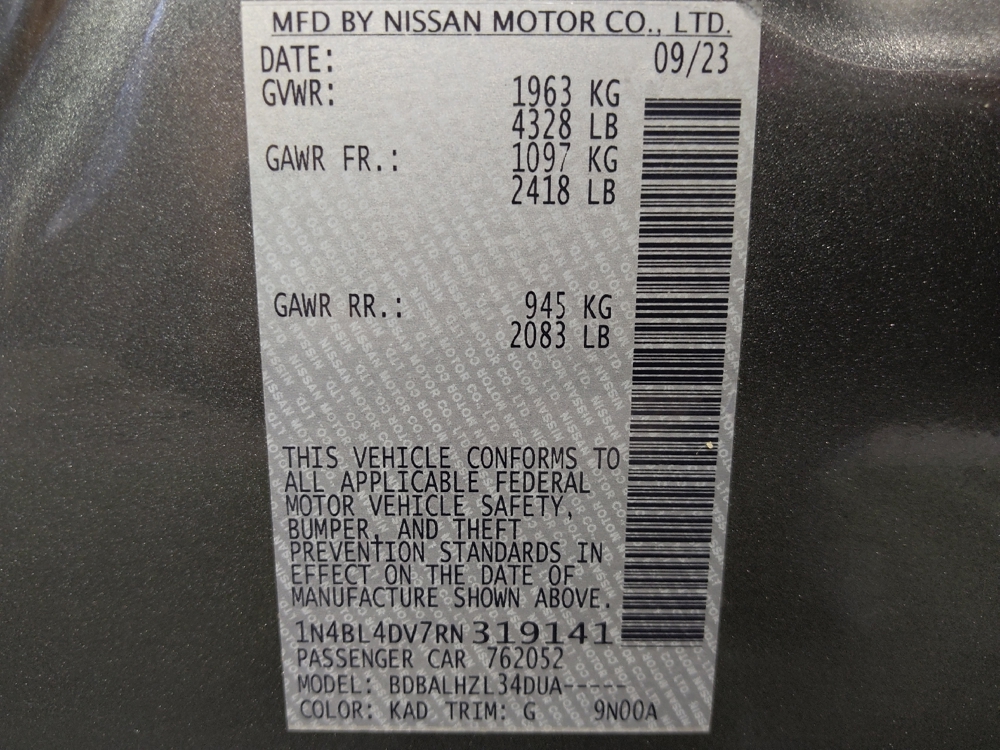 MFD BY NISSAN MOTOR CO., LTD.
DATE: 09/23
GVWR: 1963 KG
4328 LB
GAWR FR.: 1097 KG
2418 LB
GAWR RR.: 945 KG
2083 LB
THIS VEHICLE CONFORMS TO
ALL APPLICABLE FEDERAL
MOTOR VEHICLE SAFETY,
BUMPER, AND THEFT
PREVENTION STANDARDS IN
EFFECT ON THE DATE OF
MANUFACTURE SHOWN ABOVE.
1N4BL4DV7RN319141
PASSENGER CAR 762052
MODEL: BDBALHZL34DUA-----
COLOR: KAD TRIM: G 9N00A